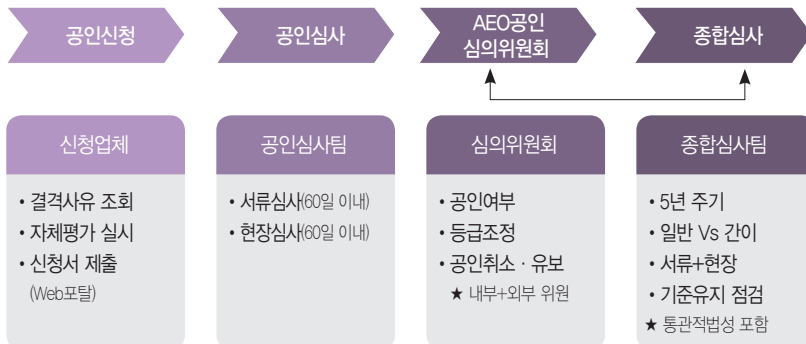 공인신청
공인심사
AEO공인
심의위원회
종합심사
신청업체
• 결격사유 조회
• 자체평가 실시
• 신청서 제출
(Web포탈)
공인심사팀
• 서류심사(60일 이내)
• 현장심사(60일 이내)
심의위원회
• 공인여부
• 등급조정
• 공인취소 · 유보
★ 내부+외부 위원
종합심사팀
• 5년 주기
• 일반 Vs 간이
• 서류+현장
• 기준유지 점검
★ 통관적법성 포함